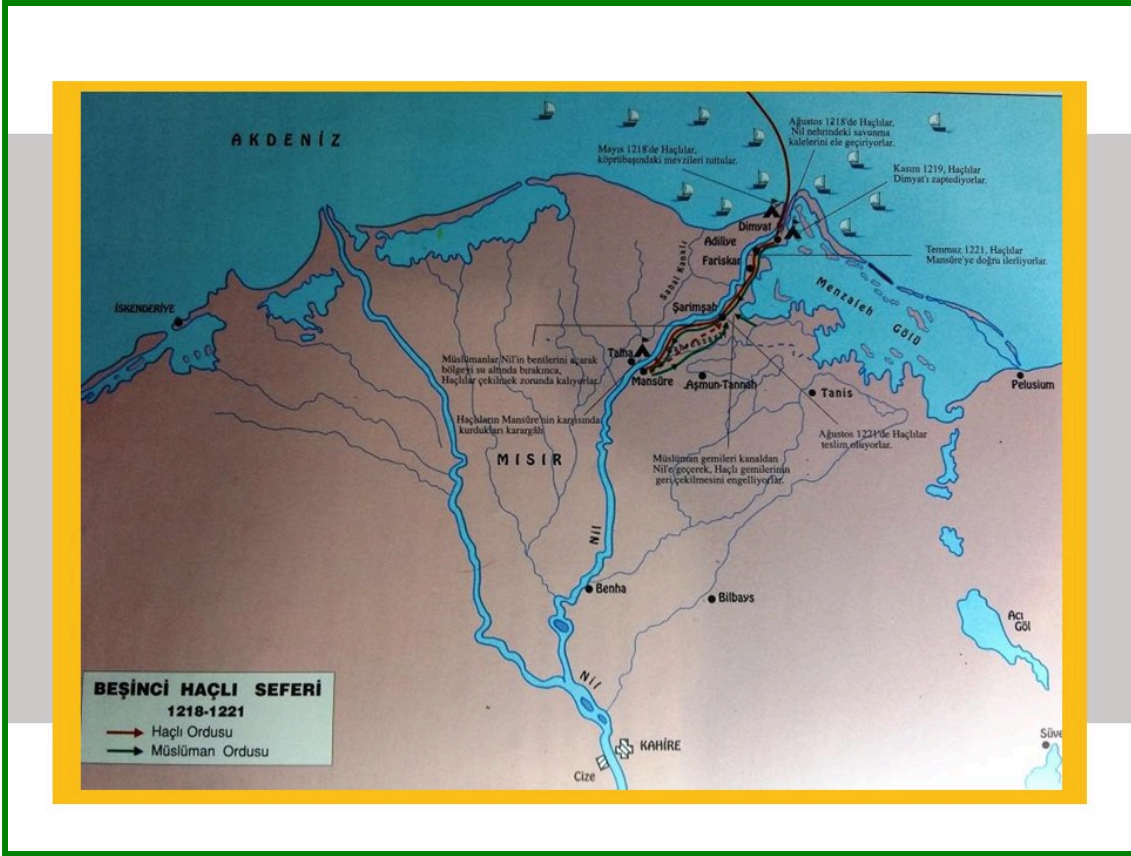 AKDENİZ
Mayıs 1218'de Haçlılar,
köprübaşındaki mevzileri tuttular.
Ağustos 1218'de Haçlılar,
Nil nehrindeki savunma
kalelerini ele geçiriyorlar.
Kasım 1219, Haçlılar
Dimyat'ı zaptediyorlar.
Dimyat
Adiliye
Fariskar
Temmuz 1221, Haçlılar
Mansûre'ye doğru ilerliyorlar.
Menzaleh Gölü
İSKENDERİYE
Şarimşah
Talha
Mansûre
Aşmun-Tannah
Tanis
Pelusium
Müslümanlar Nil'in bentlerini açarak
bölgeyi su altında bırakınca,
Haçlılar çekilmek zorunda kalıyorlar.
Haçlıların Mansûre'nin karşısında
kurdukları karargâh
Ağustos 1221'de Haçlılar
teslim oluyorlar.
MISIR
Müslüman gemileri kanaldan
Nil'e geçerek, Haçlı gemilerinin
geri çekilmesini engelliyorlar.
Nil
Benha
Bilbays
Acı
Göl
Nil
BEŞİNCİ HAÇLI SEFERİ
1218-1221
Haçlı Ordusu
Müslüman Ordusu
KAHİRE
Cize
Süve